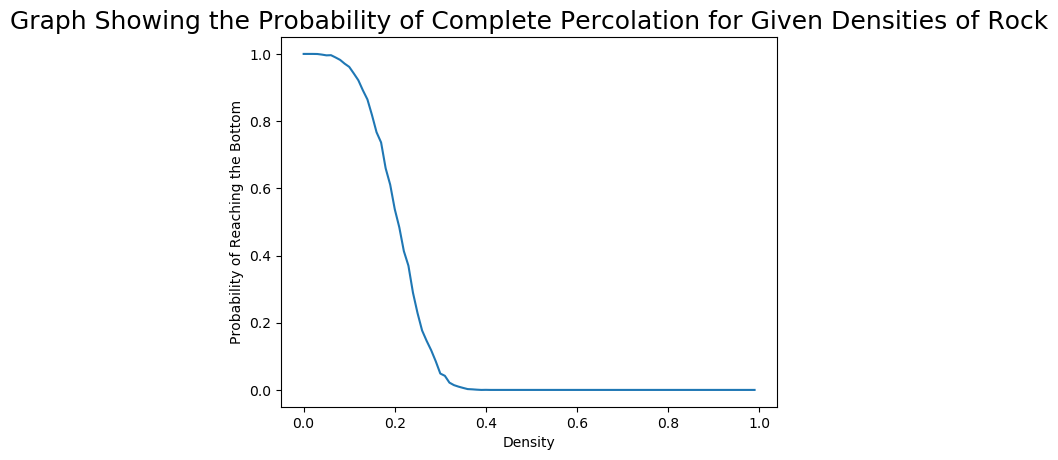 Graph Showing the Probability of Complete Percolation for Given Densities of Rock
Probability of Reaching the Bottom
1.0
0.8
0.6
0.4
0.2
0.0
0.0 0.2 0.4 0.6 0.8 1.0
Density